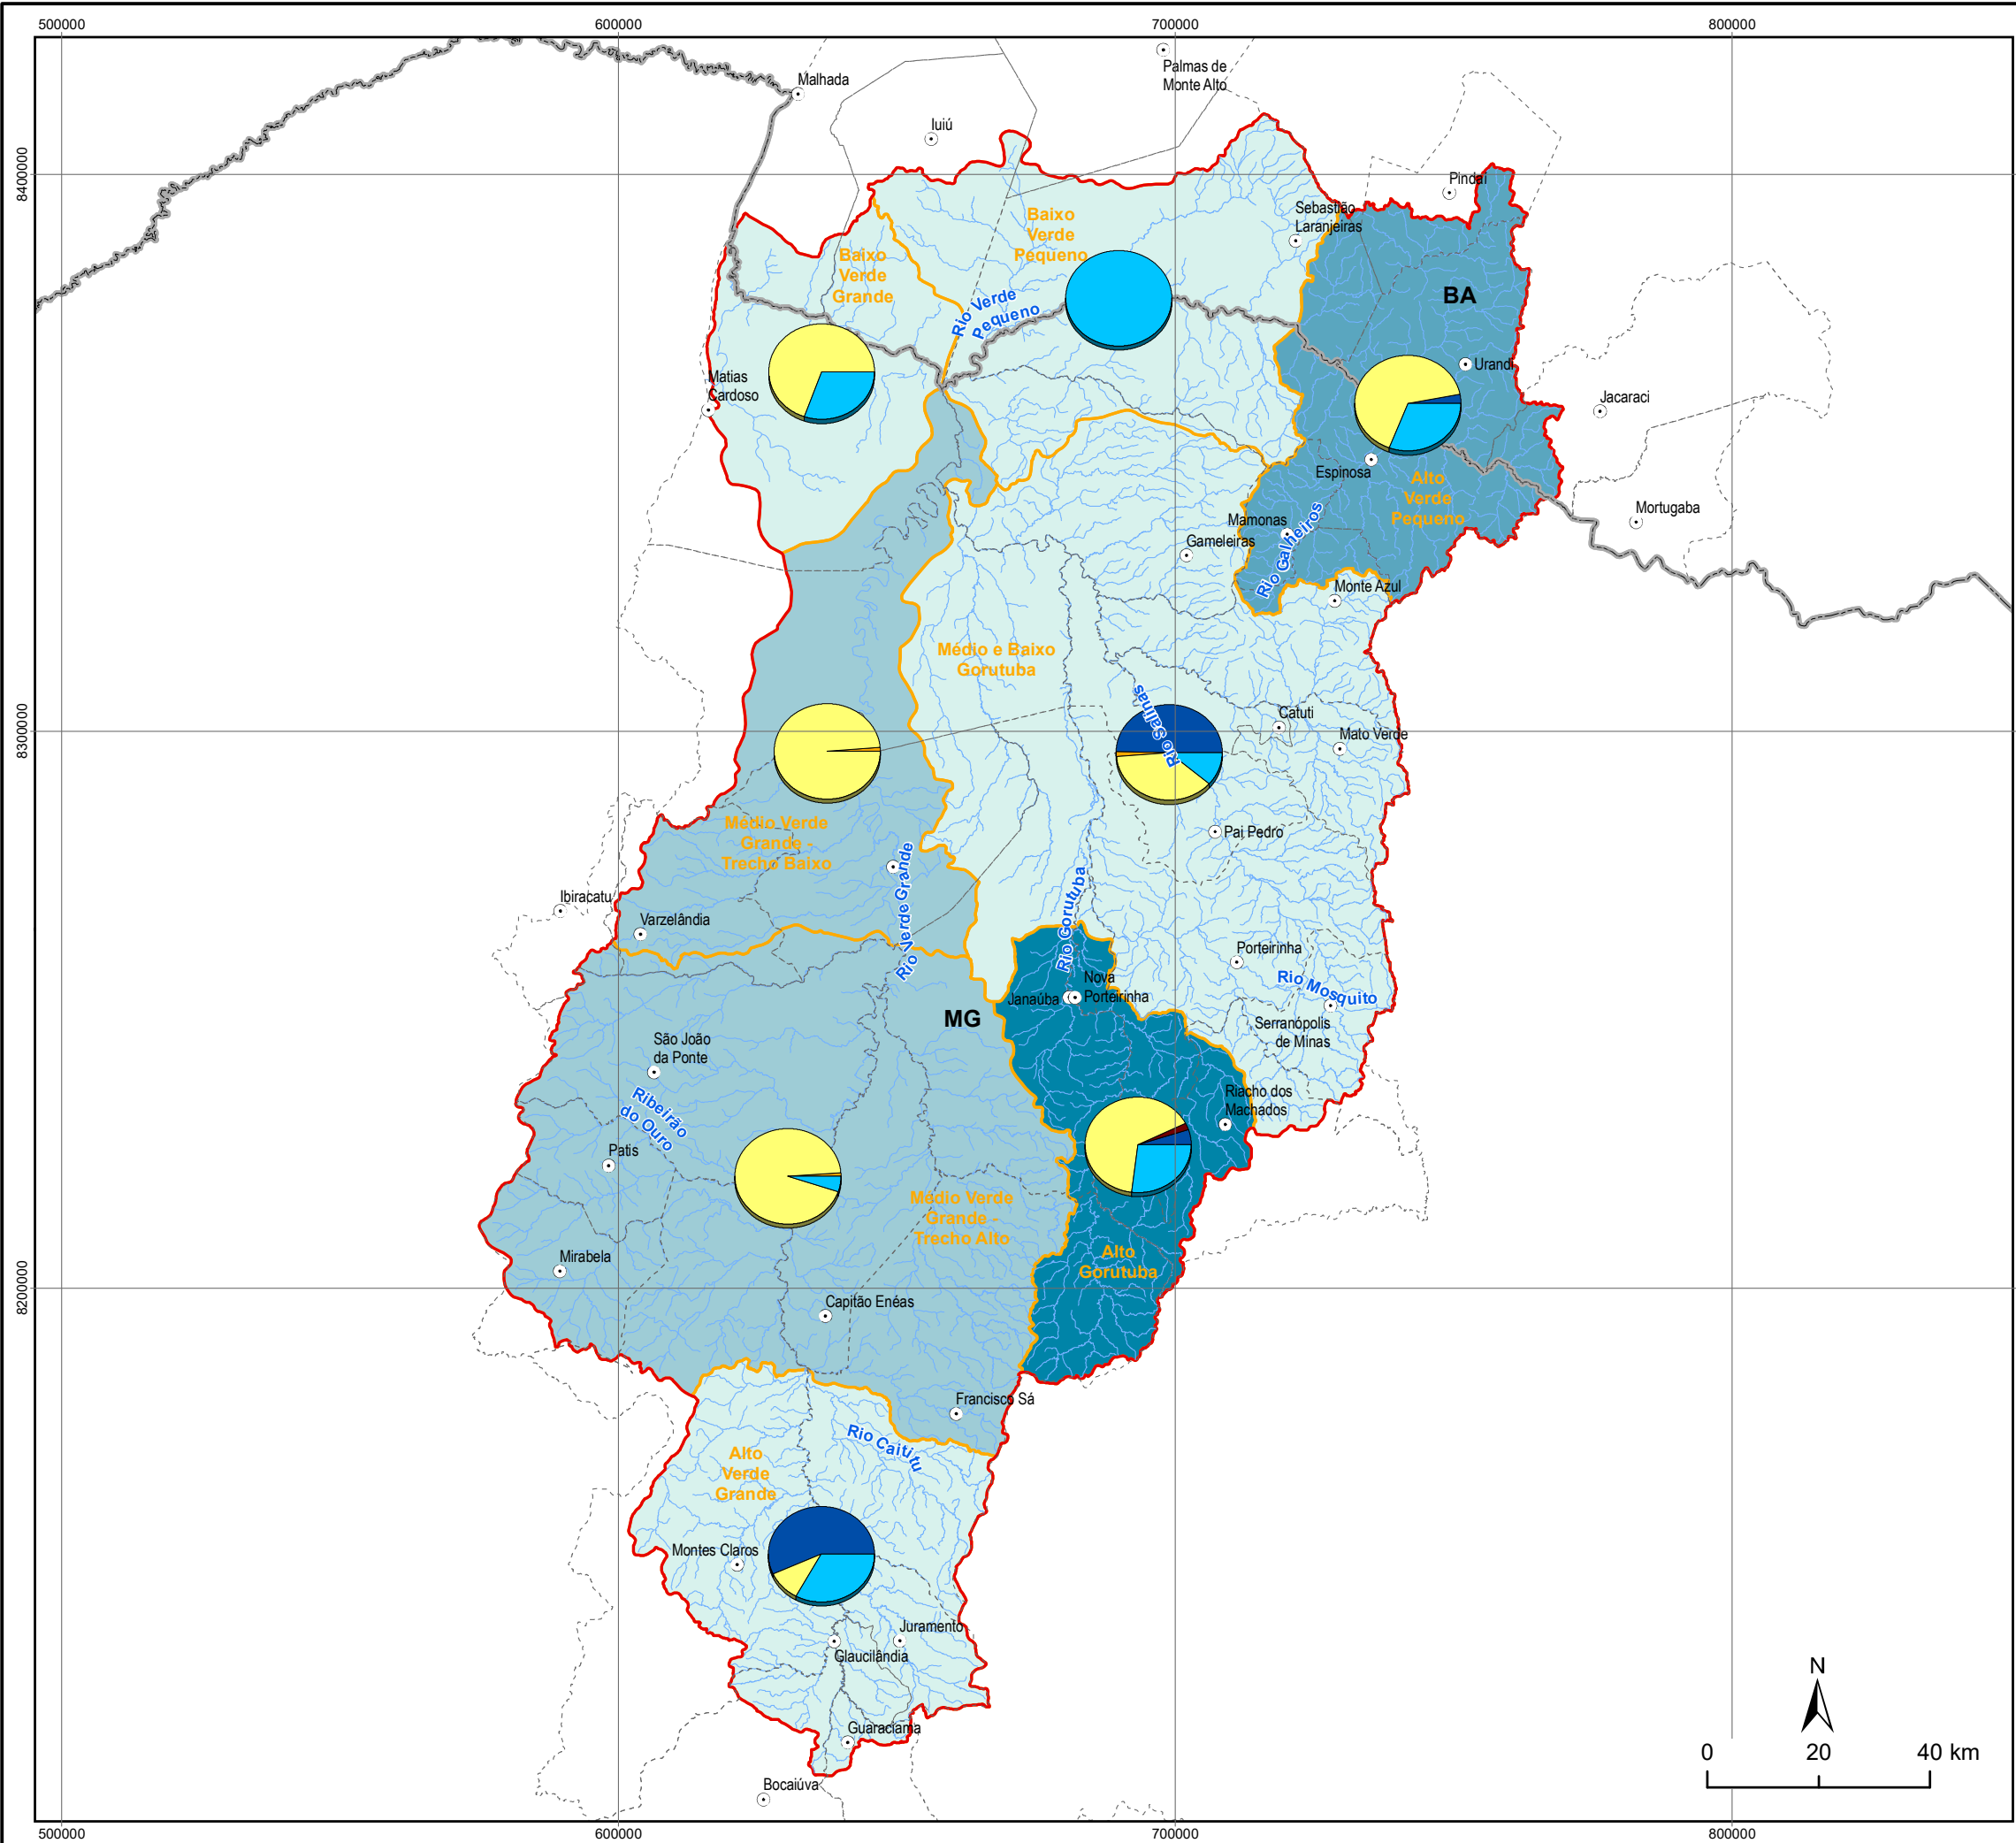 500000
600000
700000
800000
8400000
8300000
8200000
Malhada
Palmas de
Monte Alto
Iuiú
Pindaí
Sebastião
Laranjeiras
Baixo
Verde
Pequeno
Baixo
Verde
Grande
Rio Verde
Pequeno
BA
Urandi
Matias
Cardoso
Jacaraci
Espinosa
Alto
Verde
Pequeno
Mortugaba
Mamonas
Gameleiras
Rio Galheiros
Monte Azul
Médio e Baixo
Gorutuba
Rio Salinas
Catuti
Mato Verde
Médio Verde
Grande -
Trecho Baixo
Pai Pedro
Rio Verde Grande
Rio Gorutuba
Ibiracatu
Varzelândia
Porteirinha
Rio Mosquito
Nova
Porteirinha
Janaúba
MG
Serranópolis
de Minas
São João
da Ponte
Ribeirão
do Ouro
Riacho dos
Machados
Patis
Médio Verde
Grande -
Trecho Alto
Alto
Gorutuba
Mirabela
Capitão Enéas
Francisco Sá
Rio Caititu
Alto
Verde
Grande
Montes Claros
Juramento
Glaucilândia
Guaraciama
Bocaiúva
N
0
20
40 km
500000
600000
700000
800000